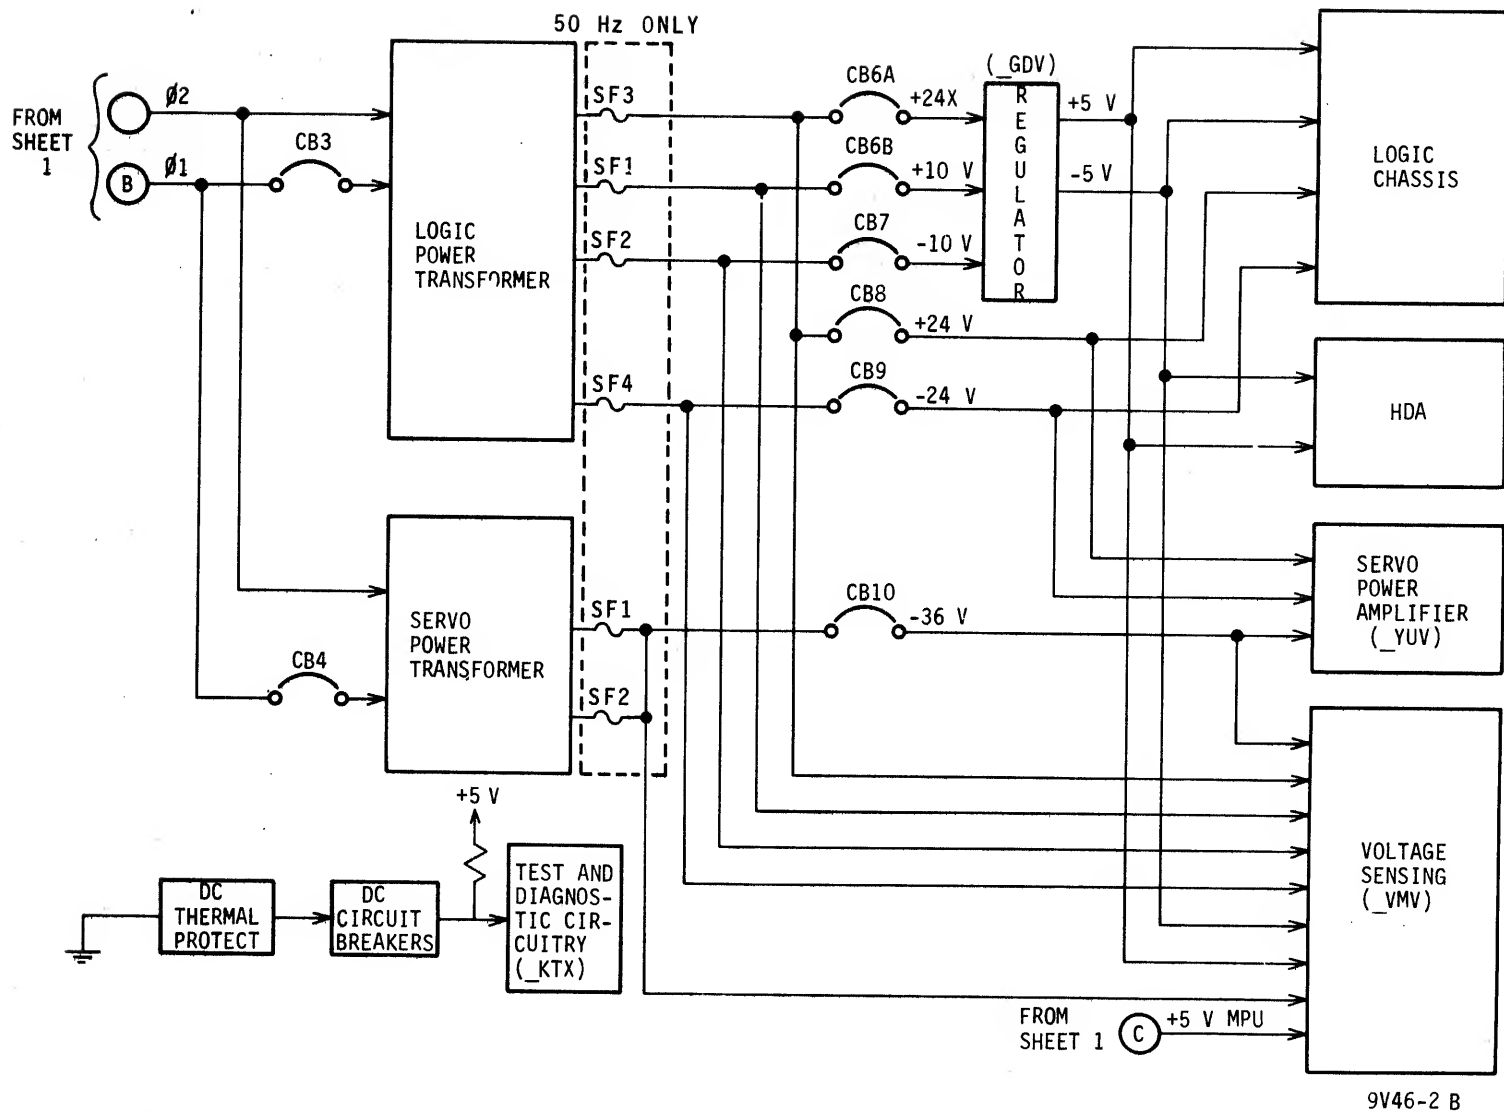 50 Hz ONLY
FROM
SHEET
1
Ø2
B
Ø1
CB3
CB4
LOGIC
POWER
TRANSFORMER
SERVO
POWER
TRANSFORMER
SF3
SF1
SF2
SF4
SF1
SF2
CB6A
+24X
CB6B
+10 V
CB7
-10 V
CB8
+24 V
CB9
-24 V
CB10
-36 V
(_GDV)
REGULATOR
+5 V
-5 V
LOGIC
CHASSIS
HDA
SERVO
POWER
AMPLIFIER
(_YUV)
VOLTAGE
SENSING
(_VMV)
+5 V
DC
THERMAL
PROTECT
DC
CIRCUIT
BREAKERS
TEST AND
DIAGNOS-
TIC CIR-
CUITRY
(_KTX)
FROM
SHEET 1
C
+5 V MPU
9V46-2 B